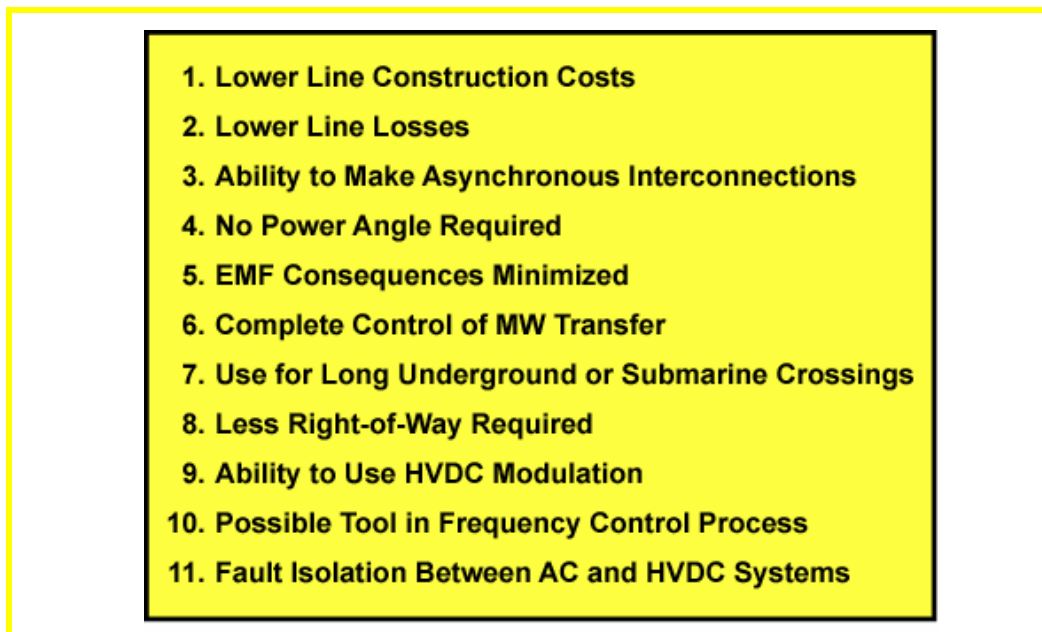 1. Lower Line Construction Costs
2. Lower Line Losses
3. Ability to Make Asynchronous Interconnections
4. No Power Angle Required
5. EMF Consequences Minimized
6. Complete Control of MW Transfer
7. Use for Long Underground or Submarine Crossings
8. Less Right-of-Way Required
9. Ability to Use HVDC Modulation
10. Possible Tool in Frequency Control Process
11. Fault Isolation Between AC and HVDC Systems